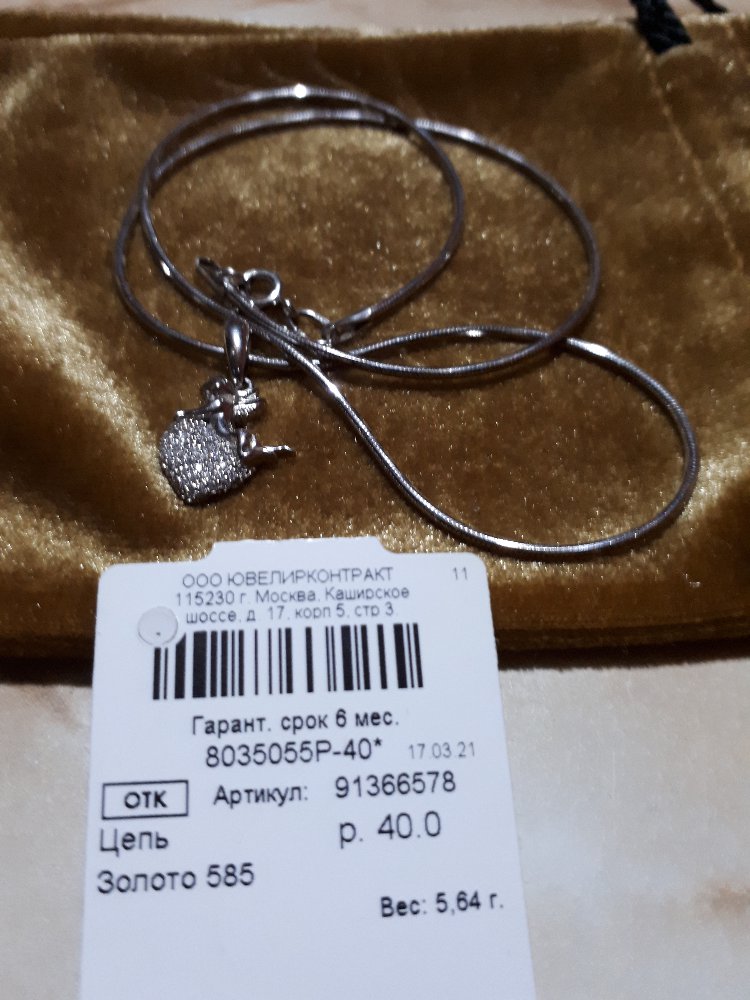 ООО ЮВЕЛИРКОНТРАКТ 11
115230 г. Москва, Каширское
шоссе, д. 17, корп 5, стр 3.
Гарант. срок 6 мес.
8035055Р-40* 17.03.21
ОТК Артикул: 91366578
Цепь р. 40.0
Золото 585
Вес: 5,64 г.